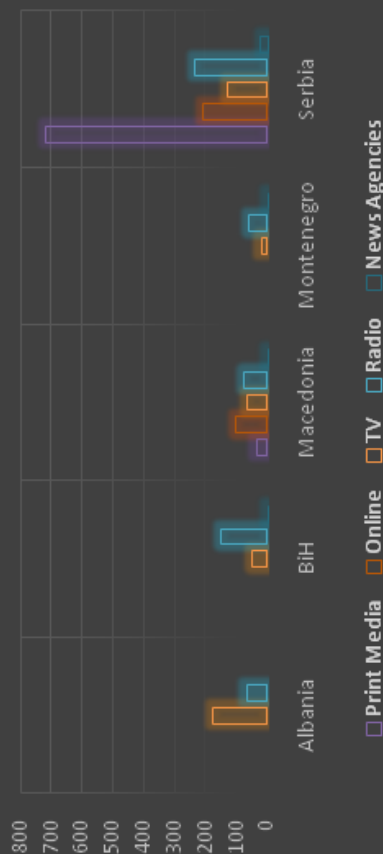 800
700
600
500
400
300
200
100
0
Albania
BiH
Macedonia
Montenegro
Serbia
Print Media
Online
TV
Radio
News Agencies